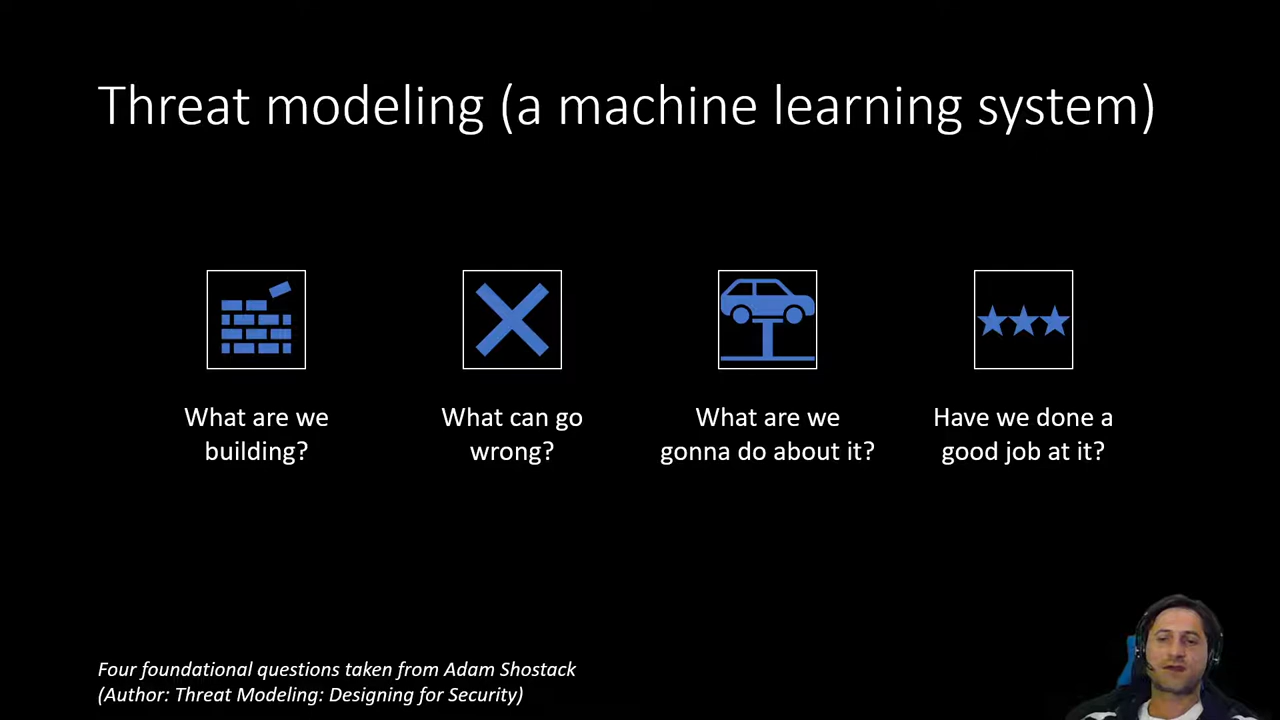 Threat modeling (a machine learning system)
What are we
building?
What can go
wrong?
What are we
gonna do about it?
Have we done a
good job at it?
Four foundational questions taken from Adam Shostack
(Author: Threat Modeling: Designing for Security)